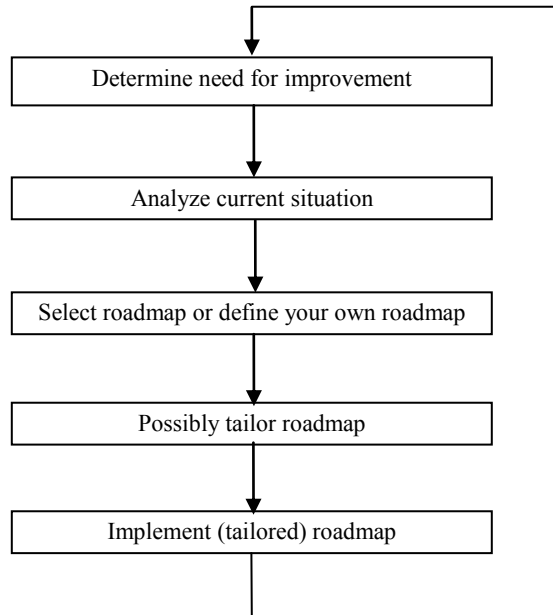 Determine need for improvement
Analyze current situation
Select roadmap or define your own roadmap
Possibly tailor roadmap
Implement (tailored) roadmap